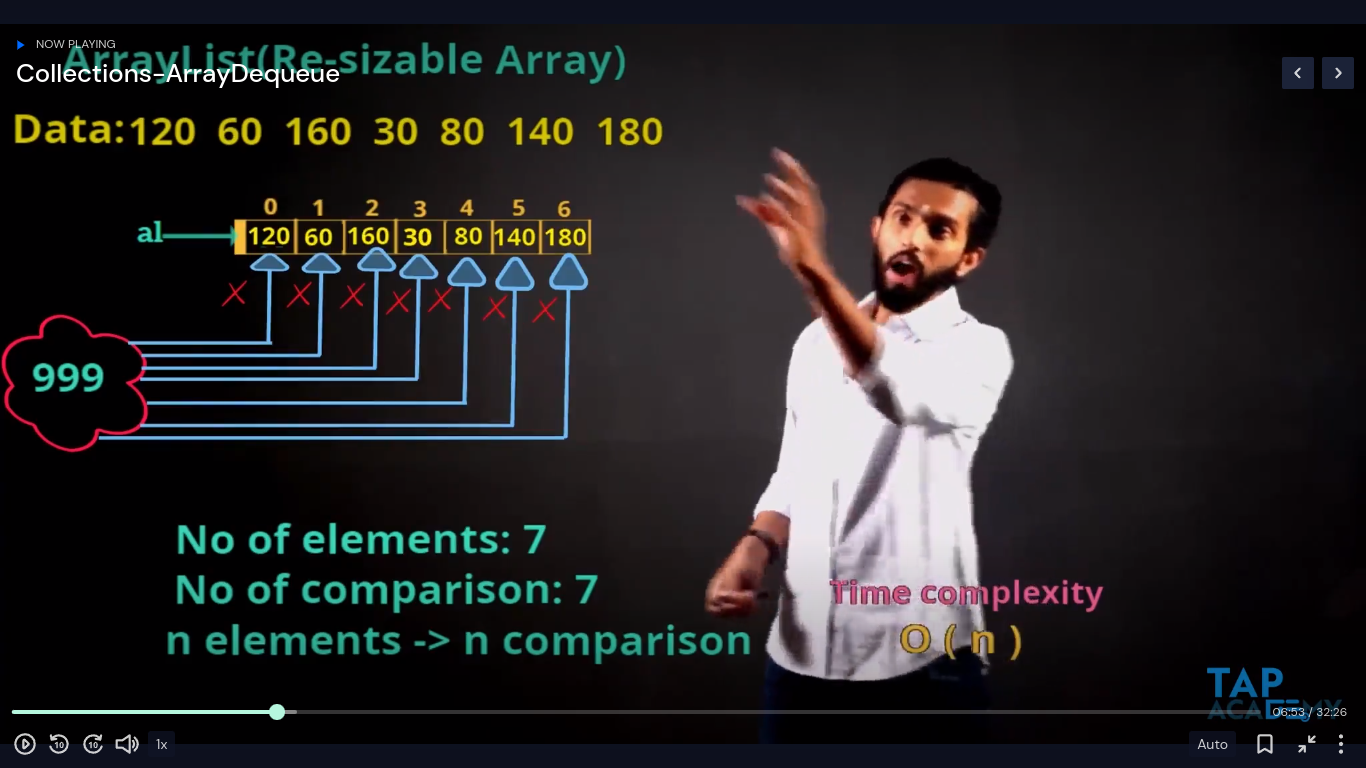 NOW PLAYING
ArrayList(Re-sizable Array)
Collections-ArrayDequeue
Data:120 60 160 30 80 140 180
0 1 2 3 4 5 6
al
120 60 160 30 80 140 180
999
No of elements: 7
No of comparison: 7
n elements -> n comparison
Time complexity
O ( n )
TAP
ACADEMY
06:53 / 32:26
10 10 1x
Auto